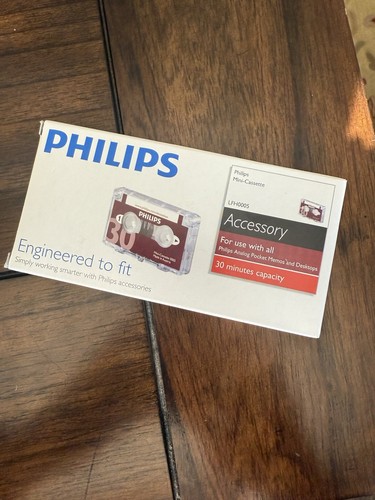 PHILIPS
Philips
Mini-Cassette
LFH0005
Accessory
For use with all
Philips Analog Pocket Memos and Desktops
30 minutes capacity
PHILIPS
30
Engineered to fit
Simply working smarter with Philips accessories